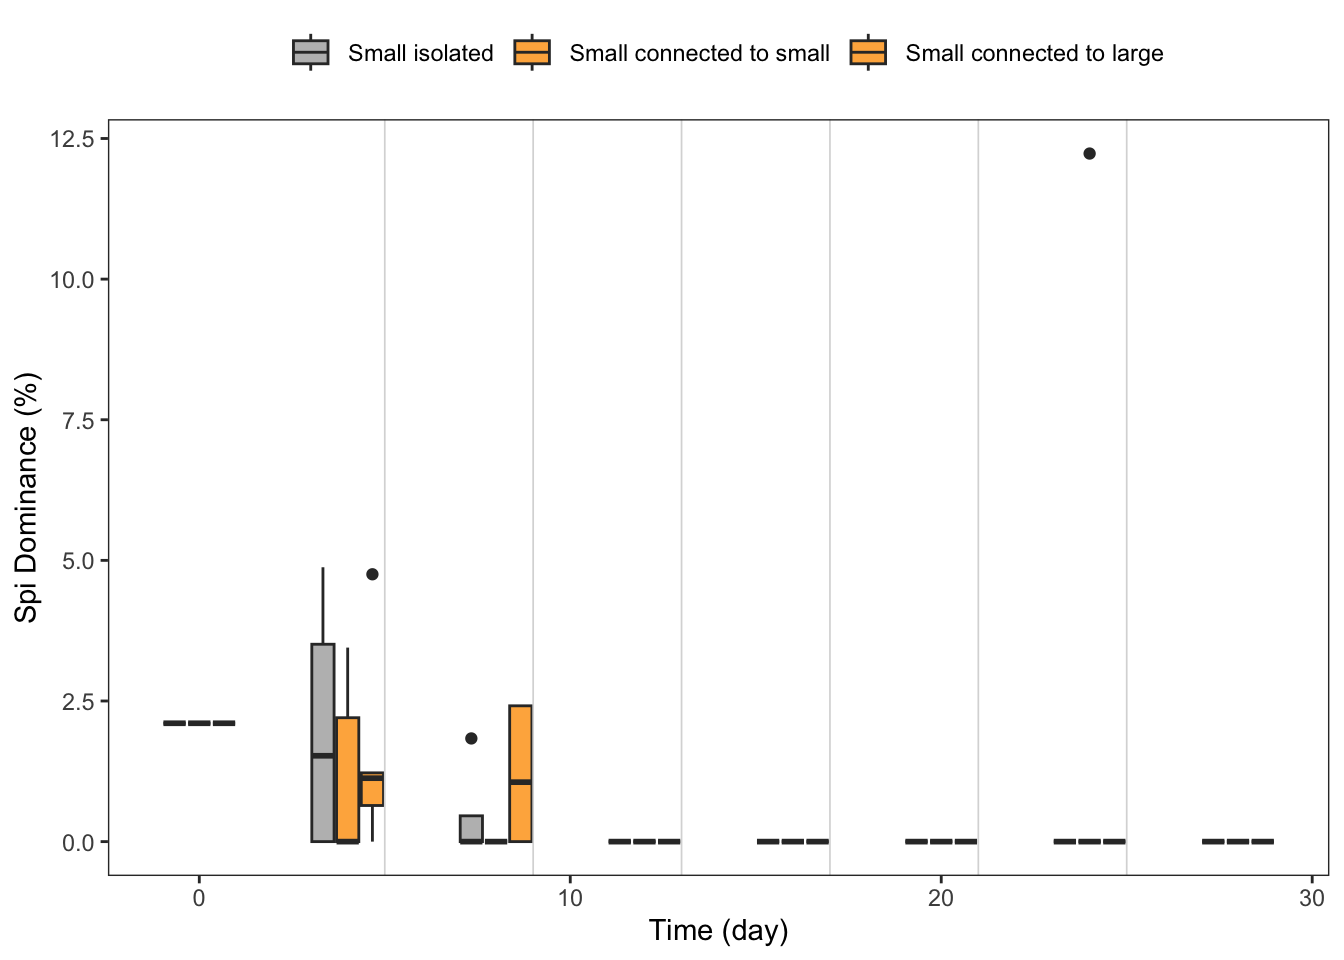 Small isolated Small connected to small Small connected to large
12.5
10.0
7.5
5.0
2.5
0.0
Spi Dominance (%)
0 10 20 30
Time (day)